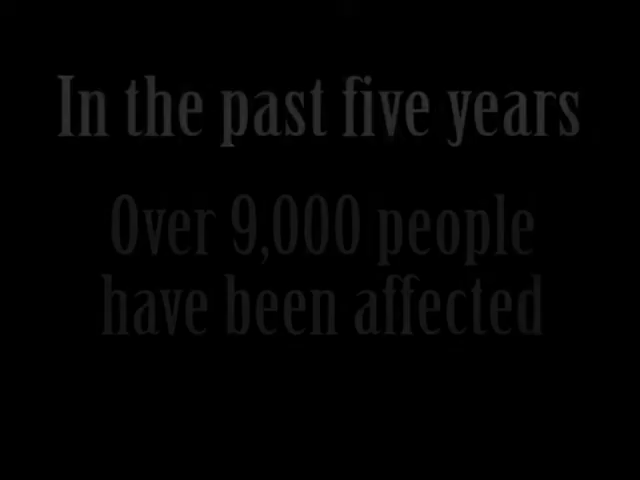 In the past five years
Over 9,000 people
have been affected